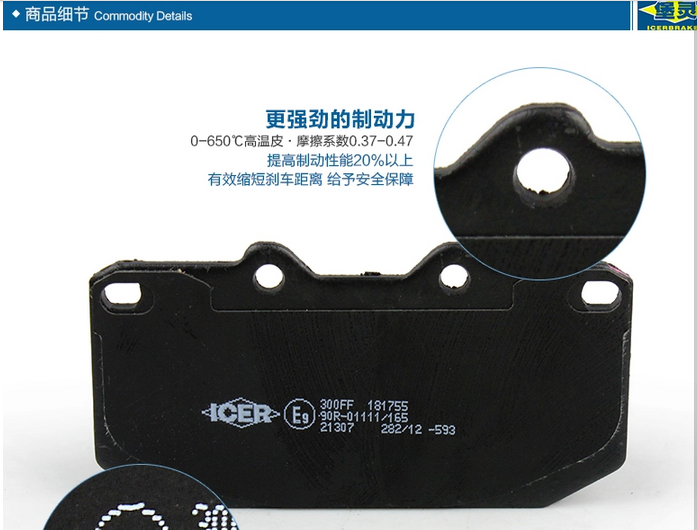 商品细节 Commodity Details
堡灵
ICERBRAKE
更强劲的制动力
0-650℃高温皮·摩擦系数0.37-0.47
提高制动性能20%以上
有效缩短刹车距离 给予安全保障
ICER E9 300FF 181755
90R-01111/165
21307 282/12 -593